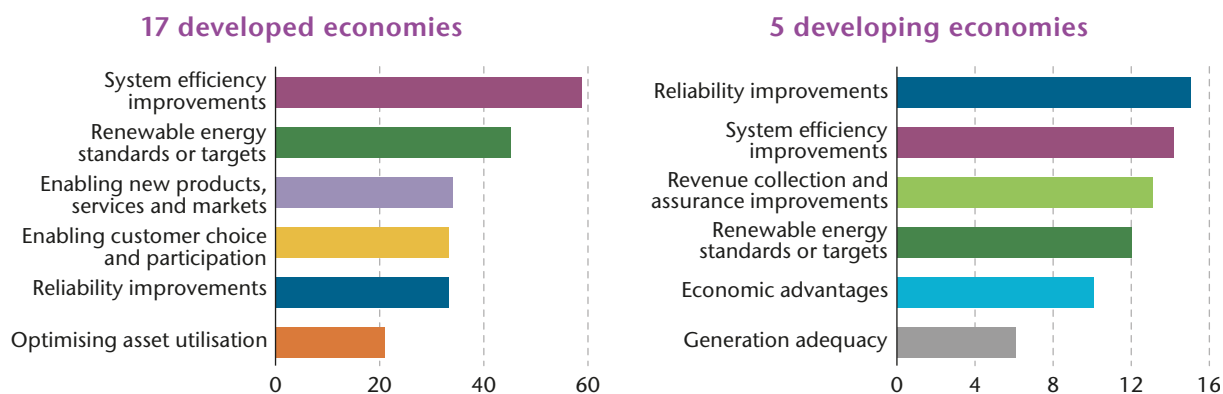 17 developed economies
System efficiency
improvements
Renewable energy
standards or targets
Enabling new products,
services and markets
Enabling customer choice
and participation
Reliability improvements
Optimising asset utilisation
0 20 40 60
5 developing economies
Reliability improvements
System efficiency
improvements
Revenue collection and
assurance improvements
Renewable energy
standards or targets
Economic advantages
Generation adequacy
0 4 8 12 16